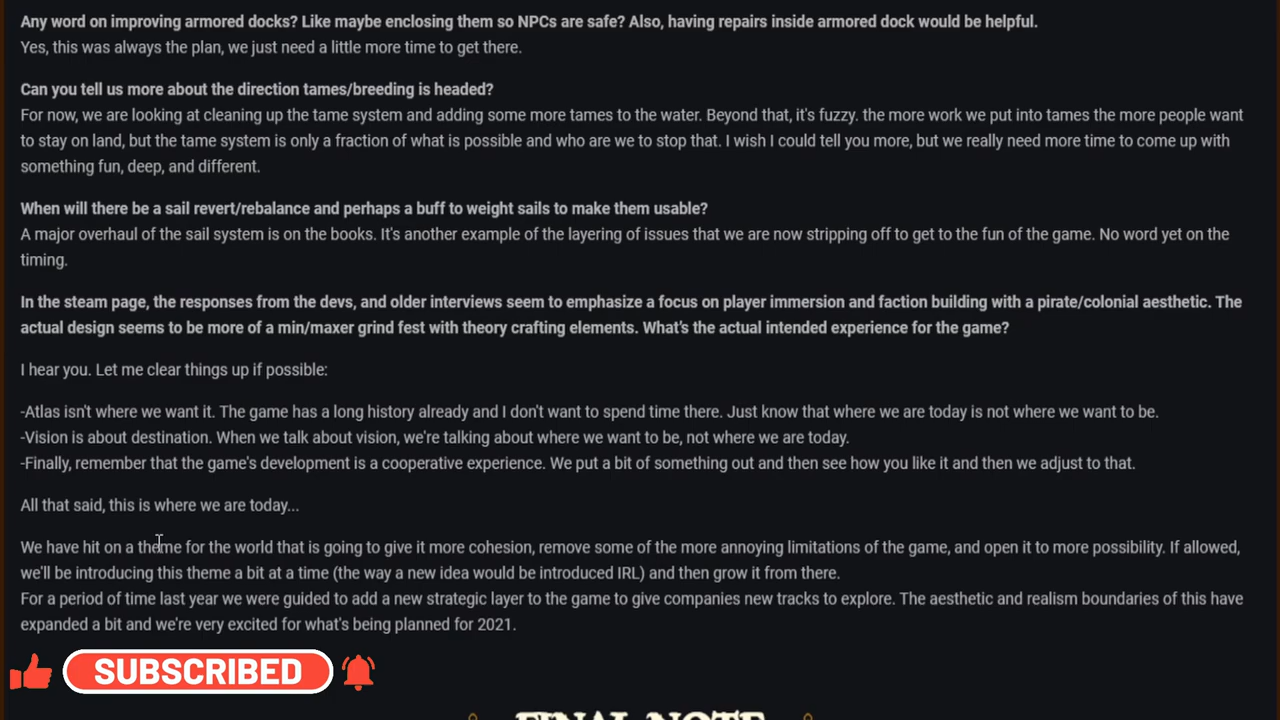 Any word on improving armored docks? Like maybe enclosing them so NPCs are safe? Also, having repairs inside armored dock would be helpful.
Yes, this was always the plan, we just need a little more time to get there.
Can you tell us more about the direction tames/breeding is headed?
For now, we are looking at cleaning up the tame system and adding some more tames to the water. Beyond that, it's fuzzy. the more work we put into tames the more people want
to stay on land, but the tame system is only a fraction of what is possible and who are we to stop that. I wish I could tell you more, but we really need more time to come up with
something fun, deep, and different.
When will there be a sail revert/rebalance and perhaps a buff to weight sails to make them usable?
A major overhaul of the sail system is on the books. It's another example of the layering of issues that we are now stripping off to get to the fun of the game. No word yet on the
timing.
In the steam page, the responses from the devs, and older interviews seem to emphasize a focus on player immersion and faction building with a pirate/colonial aesthetic. The
actual design seems to be more of a min/maxer grind fest with theory crafting elements. What's the actual intended experience for the game?
I hear you. Let me clear things up if possible:
-Atlas isn't where we want it. The game has a long history already and I don't want to spend time there. Just know that where we are today is not where we want to be.
-Vision is about destination. When we talk about vision, we're talking about where we want to be, not where we are today.
-Finally, remember that the game's development is a cooperative experience. We put a bit of something out and then see how you like it and then we adjust to that.
All that said, this is where we are today...
We have hit on a theme for the world that is going to give it more cohesion, remove some of the more annoying limitations of the game, and open it to more possibility. If allowed,
we'll be introducing this theme a bit at a time (the way a new idea would be introduced IRL) and then grow it from there.
For a period of time last year we were guided to add a new strategic layer to the game to give companies new tracks to explore. The aesthetic and realism boundaries of this have
expanded a bit and we're very excited for what's being planned for 2021.
SUBSCRIBED
FINAL NOTE